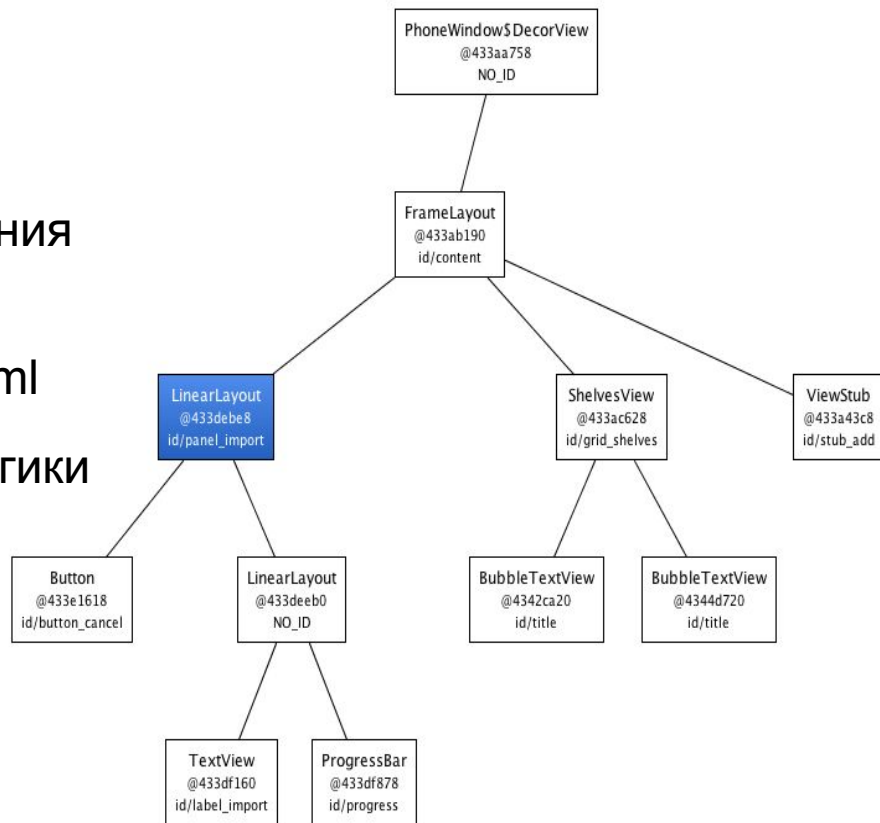 PhoneWindow$DecorView
@433aa758
NO_ID
ния
FrameLayout
@433ab190
id/content
ml
гики
LinearLayout
@433debe8
id/panel_import
ShelvesView
@433ac628
id/grid_shelves
ViewStub
@433a43c8
id/stub_add
Button
@433e1618
id/button_cancel
LinearLayout
@433deeb0
NO_ID
BubbleTextView
@4342ca20
id/title
BubbleTextView
@4344d720
id/title
TextView
@433df160
id/label_import
ProgressBar
@433df878
id/progress